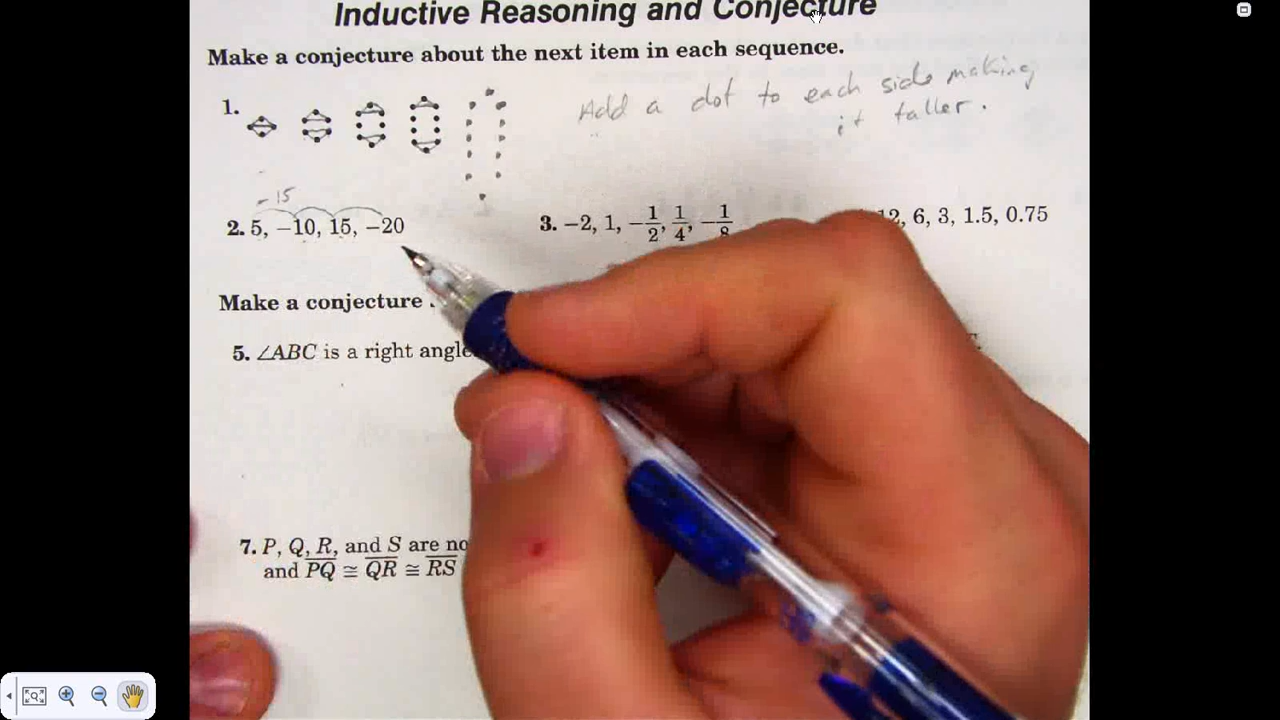 Inductive Reasoning and Conjecture
Make a conjecture about the next item in each sequence.
1.
Add a dot to each side making
it taller.
-15
2. 5, −10, 15, −20
3. −2, 1, −1/2, 1/4, −1/8
12, 6, 3, 1.5, 0.75
Make a conjecture
5. ∠ABC is a right angle
7. P, Q, R, and S are no
and PQ ≅ QR ≅ RS